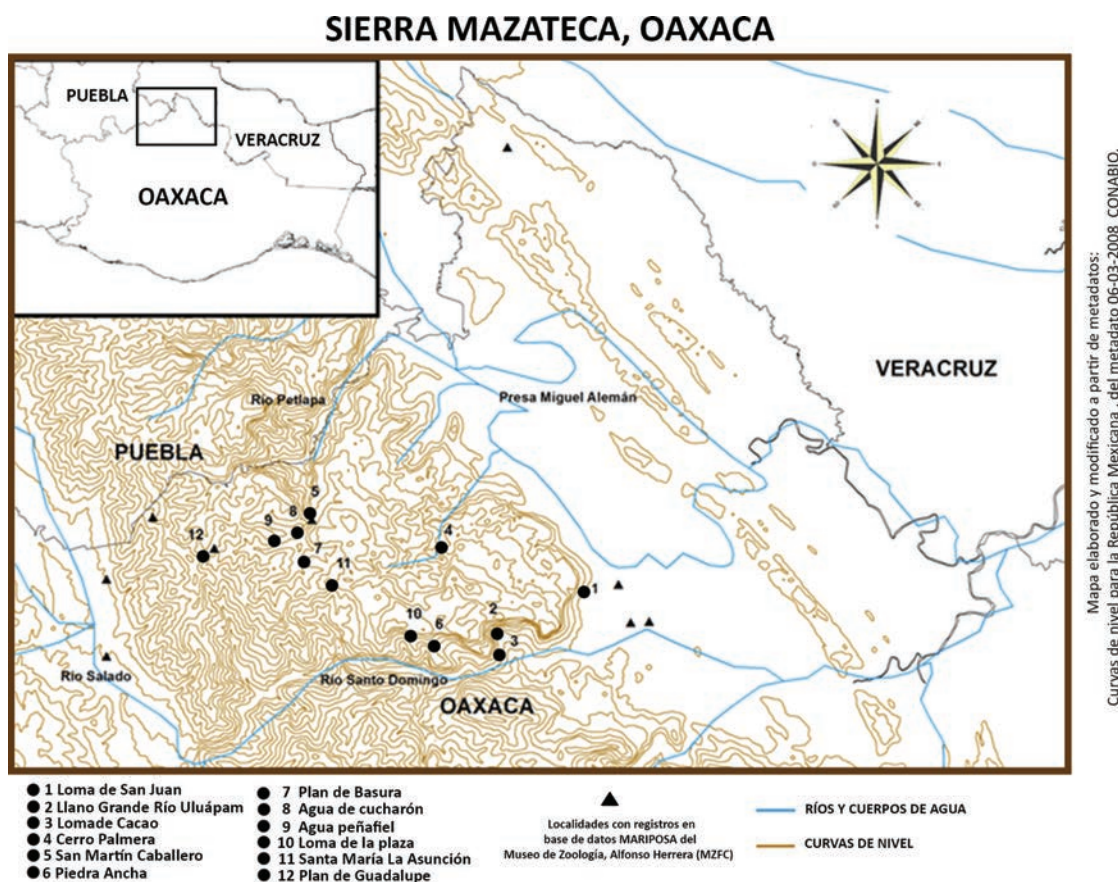 SIERRA MAZATECA, OAXACA
PUEBLA
VERACRUZ
OAXACA
VERACRUZ
Presa Miguel Alemán
Río Petlapa
PUEBLA
5
8
9
4
12
7
11
1
10
6
2
3
Río Salado
Río Santo Domingo
OAXACA
Mapa elaborado y modificado a partir de metadatos:
Curvas de nivel para la República Mexicana , del metadato 06-03-2008 CONABIO.
1 Loma de San Juan
2 Llano Grande Río Uluápam
3 Lomade Cacao
4 Cerro Palmera
5 San Martín Caballero
6 Piedra Ancha
7 Plan de Basura
8 Agua de cucharón
9 Agua peñafiel
10 Loma de la plaza
11 Santa María La Asunción
12 Plan de Guadalupe
Localidades con registros en
base de datos MARIPOSA del
Museo de Zoología, Alfonso Herrera (MZFC)
RÍOS Y CUERPOS DE AGUA
CURVAS DE NIVEL